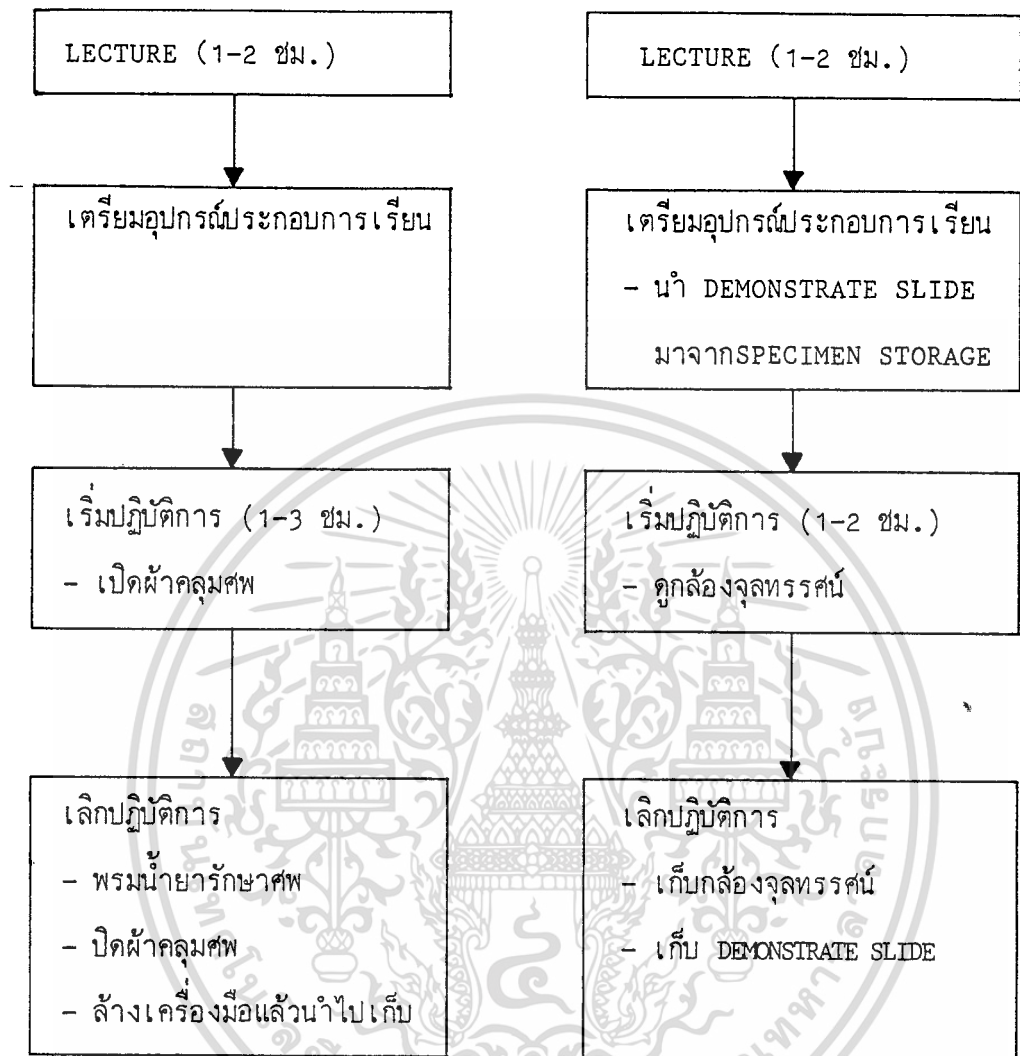 LECTURE (1-2 ชม.)
เตรียมอุปกรณ์ประกอบการเรียน
เริ่มปฏิบัติการ (1-3 ชม.)
- เปิดผ้าคลุมศพ
เลิกปฏิบัติการ
- พรมน้ำยารักษาศพ
- ปิดผ้าคลุมศพ
- ล้างเครื่องมือแล้วนำไปเก็บ
LECTURE (1-2 ชม.)
เตรียมอุปกรณ์ประกอบการเรียน
- นำ DEMONSTRATE SLIDE
มาจากSPECIMEN STORAGE
เริ่มปฏิบัติการ (1-2 ชม.)
- ดูกล้องจุลทรรศน์
เลิกปฏิบัติการ
- เก็บกล้องจุลทรรศน์
- เก็บ DEMONSTRATE SLIDE